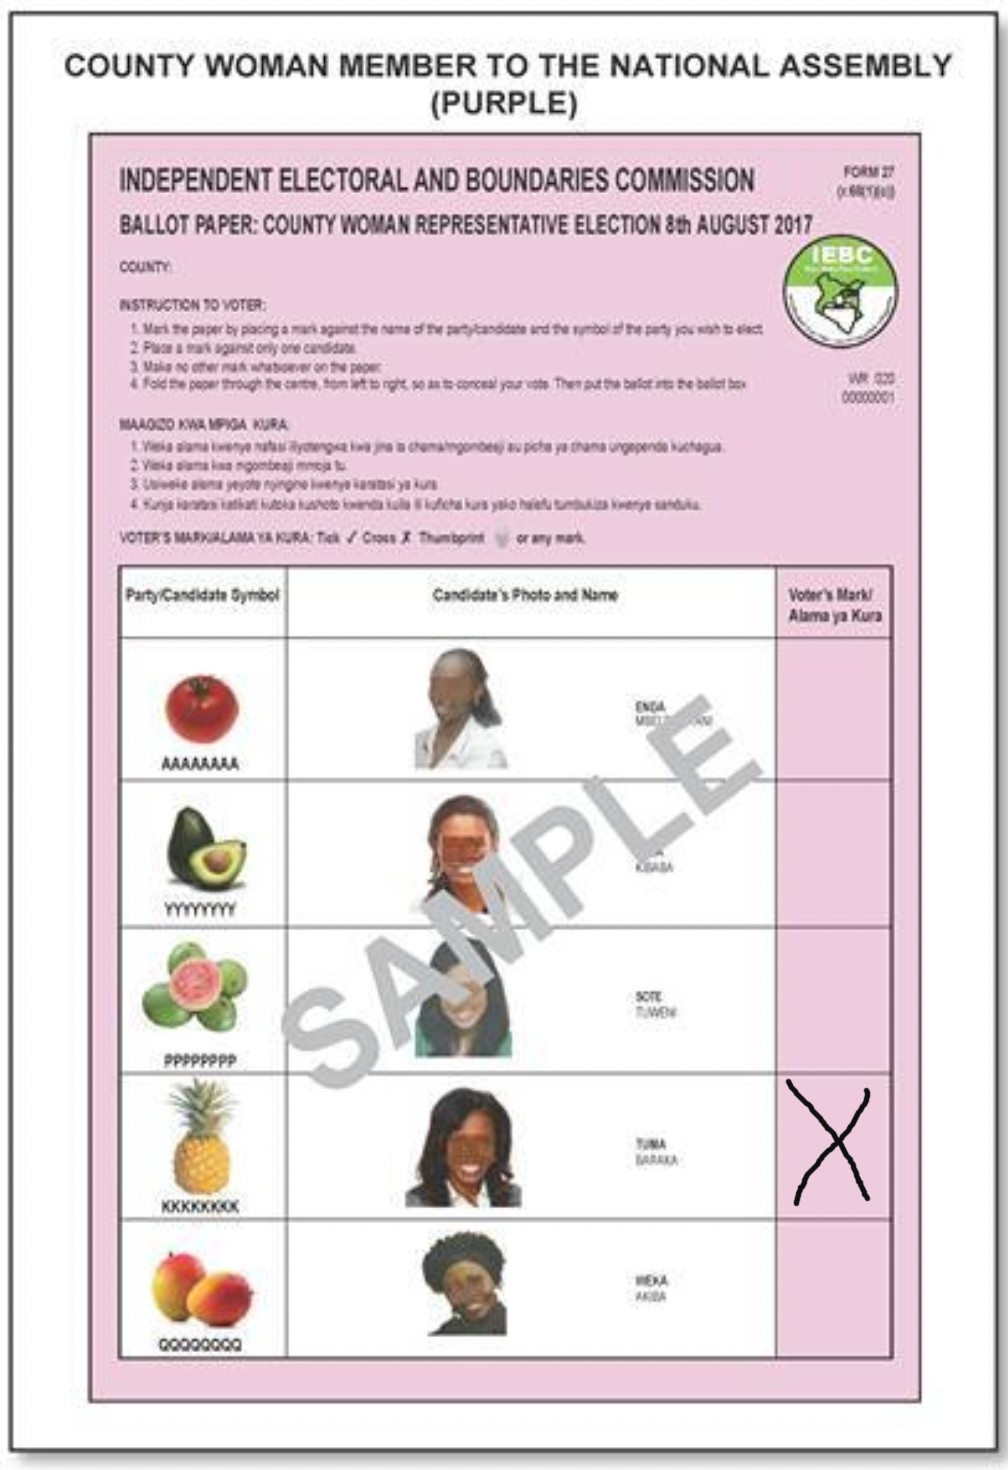 COUNTY WOMAN MEMBER TO THE NATIONAL ASSEMBLY
(PURPLE)
INDEPENDENT ELECTORAL AND BOUNDARIES COMMISSION
FORM 27
BALLOT PAPER: COUNTY WOMAN REPRESENTATIVE ELECTION 8th AUGUST 2017
IEBC
COUNTY:
INSTRUCTION TO VOTER:
1. Mark the paper by placing a mark against the name of the party/candidate and the symbol of the party you wish to elect.
2. Place a mark against only one candidate.
3. Make no other mark whatsoever on the paper.
4. Fold the paper through the centre, from left to right, so as to conceal your vote. Then put the ballot into the ballot box
WR 020
00000001
MAAGIZO KWA MPIGA KURA:
1. Weka alama kwenye nafasi iliyotengwa kwa jina la chama/mgombeaji au picha ya chama ungependa kuchagua.
2. Weka alama kwa mgombeaji mmoja tu.
3. Usiweke alama yeyote nyingine kwenye karatasi ya kura.
4. Kunja karatasi katikati kutoka kushoto kwenda kulia ili kuficha kura yako halafu tumbukiza kwenye sanduku.
VOTER'S MARK/ALAMA YA KURA: Tick ✓ Cross ✗ Thumbprint or any mark.
Party/Candidate Symbol
Candidate's Photo and Name
Voter's Mark/
Alama ya Kura
AAAAAAAA
ENDA
YYYYYYYY
KIBABA
PPPPPPPP
SOTE
TUWENI
KKKKKKKK
TUMA
BARAKA
X
QQQQQQQQ
WEKA
AKIBA
SAMPLE